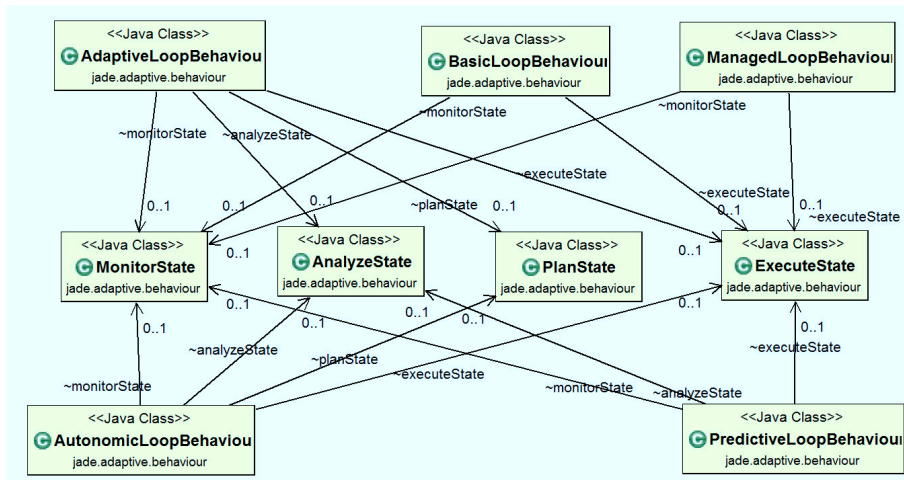 <<Java Class>>
AdaptiveLoopBehaviou
jade.adaptive.behaviour
<<Java Class>>
BasicLoopBehaviour
jade.adaptive.behaviour
<<Java Class>>
ManagedLoopBehaviou
jade.adaptive.behaviour
~monitorState
~analyzeState
~monitorState
~monitorState
~executeState
~executeState
~planState
~executeState
0..1
0..1
0..1
0..1
0..1
0..1
0..1
0..1
0..1
<<Java Class>>
MonitorState
jade.adaptive.behaviour
<<Java Class>>
AnalyzeState
jade.adaptive.behaviour
<<Java Class>>
PlanState
jade.adaptive.behaviour
<<Java Class>>
ExecuteState
jade.adaptive.behaviour
0..1
0..1
0..1
0..1
0..1
0..1
0..1
~analyzeState
~planState
~executeState
~executeState
~monitorState
~monitorState
~analyzeState
<<Java Class>>
AutonomicLoopBehaviou
jade.adaptive.behaviour
<<Java Class>>
PredictiveLoopBehaviou
jade.adaptive.behaviour